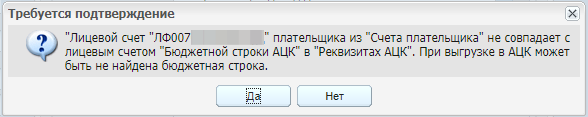 Требуется подтверждение
"Лицевой счет "ЛФ007 " плательщика из "Счета плательщика" не совпадает с
лицевым счетом "Бюджетной строки АЦК" в "Реквизитах АЦК". При выгрузке в АЦК может
быть не найдена бюджетная строка.
Да Нет